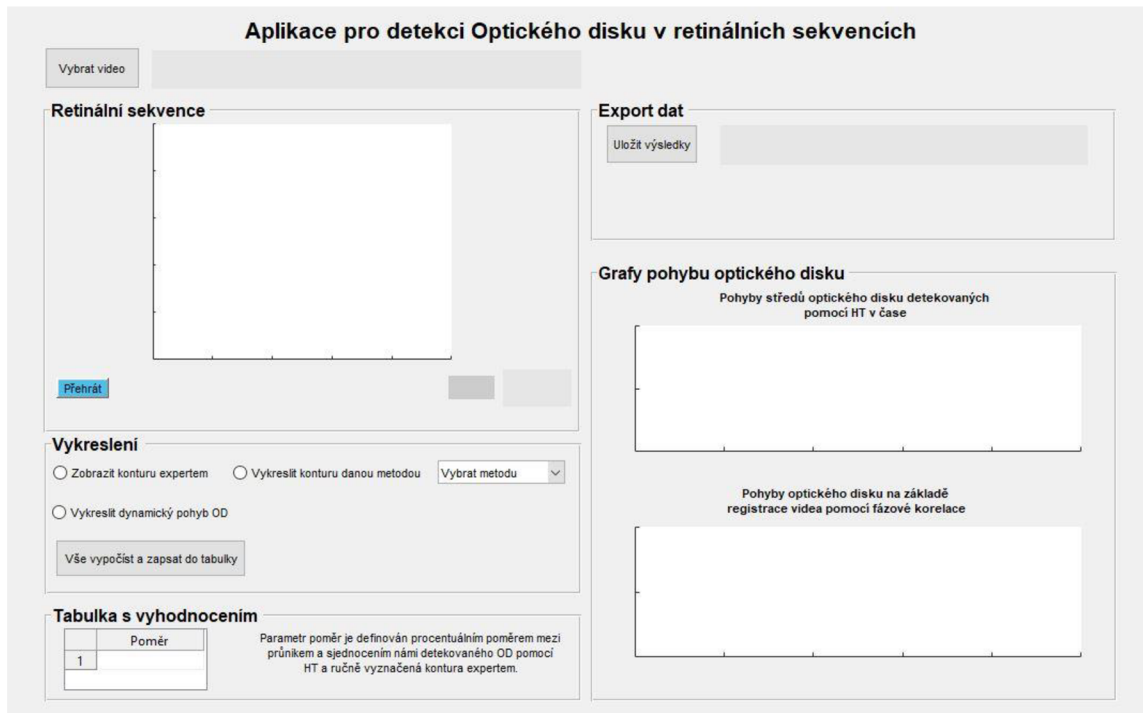 Aplikace pro detekci Optického disku v retinálních sekvencích
Vybrat video
Retinální sekvence
Přehrát
Vykreslení
Zobrazit konturu expertem
Vykreslit konturu danou metodou
Vybrat metodu
Vykreslit dynamický pohyb OD
Vše vypočíst a zapsat do tabulky
Tabulka s vyhodnocením
Poměr
1
Parametr poměr je definován procentuálním poměrem mezi
průnikem a sjednocením námi detekovaného OD pomocí
HT a ručně vyznačená kontura expertem.
Export dat
Uložit výsledky
Grafy pohybu optického disku
Pohyby středů optického disku detekovaných
pomocí HT v čase
Pohyby optického disku na základě
registrace videa pomocí fázové korelace